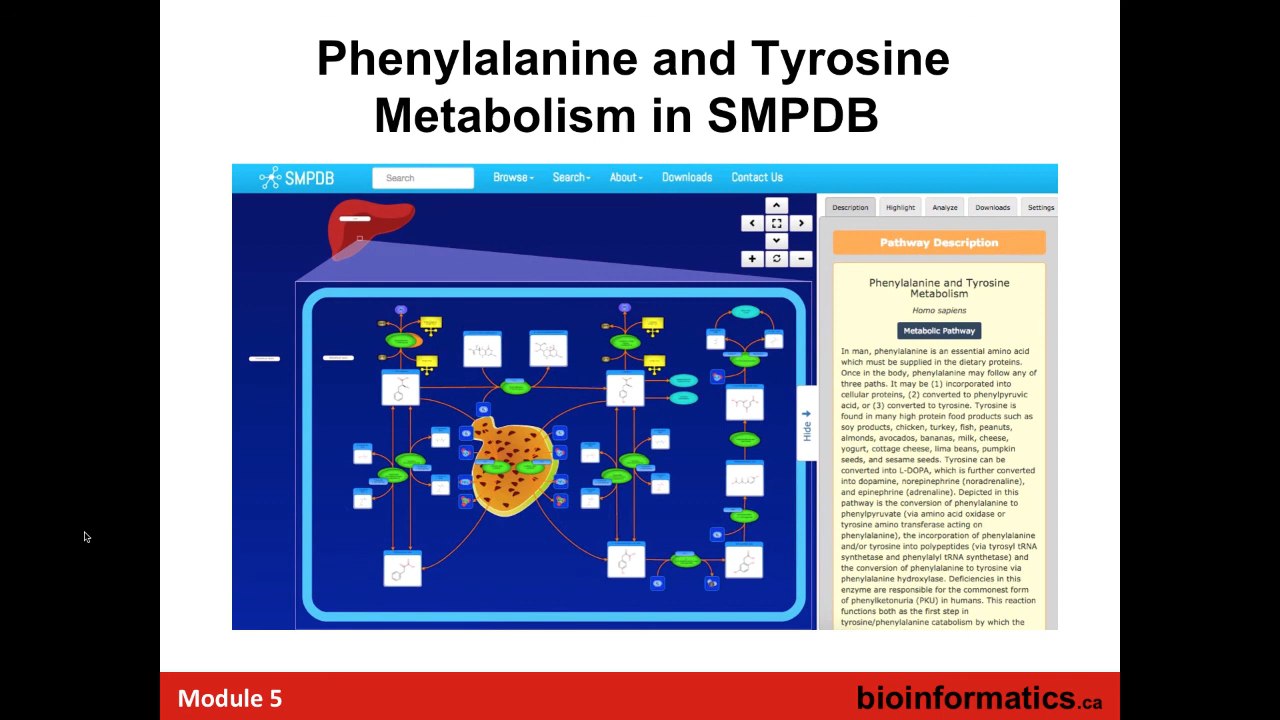 Phenylalanine and Tyrosine
Metabolism in SMPDB
SMPDB
Search
Browse
Search
About
Downloads
Contact Us
Description
Highlight
Analyze
Downloads
Settings
Pathway Description
Phenylalanine and Tyrosine
Metabolism
Homo sapiens
Metabolic Pathway
In man, phenylalanine is an essential amino acid
which must be supplied in the dietary proteins.
Once in the body, phenylalanine may follow any of
three paths. It may be (1) incorporated into
cellular proteins, (2) converted to phenylpyruvic
acid, or (3) converted to tyrosine. Tyrosine is
found in many high protein food products such as
soy products, chicken, turkey, fish, peanuts,
almonds, avocados, bananas, milk, cheese,
yogurt, cottage cheese, lima beans, pumpkin
seeds, and sesame seeds. Tyrosine can be
converted into L-DOPA, which is further converted
into dopamine, norepinephrine (noradrenaline),
and epinephrine (adrenaline). Depicted in this
pathway is the conversion of phenylalanine to
phenylpyruvate (via amino acid oxidase or
tyrosine amino transferase acting on
phenylalanine), the incorporation of phenylalanine
and/or tyrosine into polypeptides (via tyrosyl tRNA
synthetase and phenylalyl tRNA synthetase) and
the conversion of phenylalanine to tyrosine via
phenylalanine hydroxylase. Deficiencies in this
enzyme are responsible for the commonest form
of phenylketonuria (PKU) in humans. This reaction
functions both as the first step in
tyrosine/phenylalanine catabolism by which the
Hide
Module 5
bioinformatics.ca